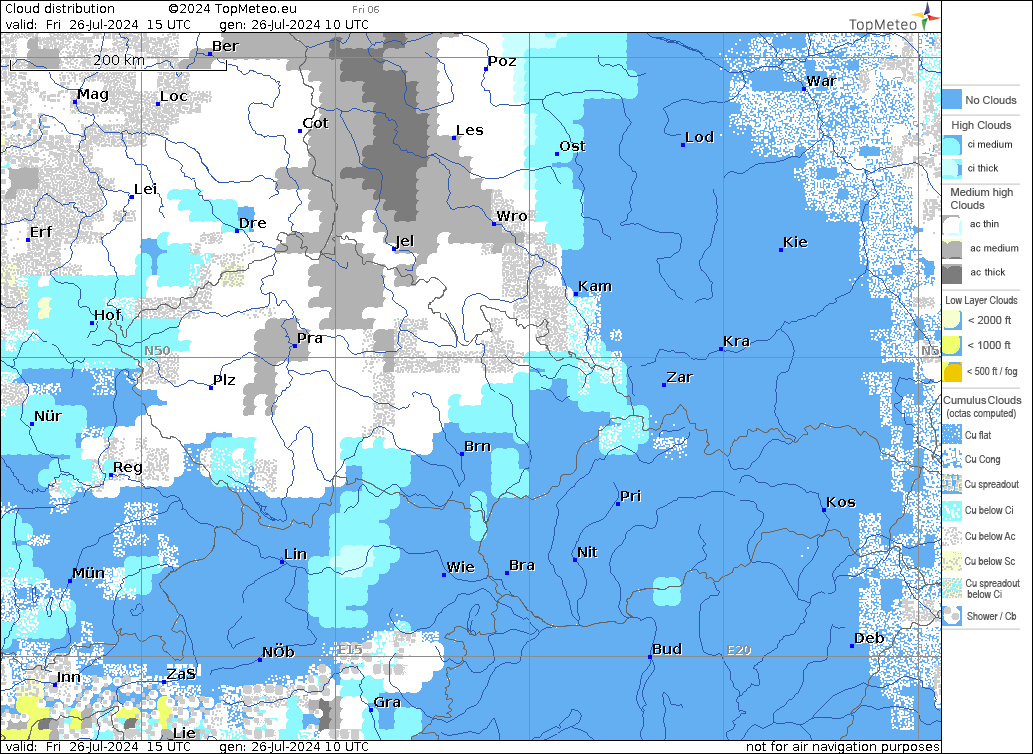 Cloud distribution ©2024 TopMeteo.eu Fri 06
valid: Fri 26-Jul-2024 15 UTC gen: 26-Jul-2024 10 UTC
TopMeteo
Ber
200 km
Poz
War
Mag
Loc
Cot
Les
Lod
Ost
Lei
Dre
Wro
Erf
Jel
Kie
Kam
Hof
Pra
Kra
N50
N5
Plz
Zar
Nür
Brn
Reg
Pri
Kos
Lin
Nit
Mün
Wie
Bra
Deb
NÖb
E15
Bud
E20
Inn
ZaS
Gra
Lie
No Clouds
High Clouds
ci medium
ci thick
Medium high
Clouds
ac thin
ac medium
ac thick
Low Layer Clouds
< 2000 ft
< 1000 ft
< 500 ft / fog
Cumulus Clouds
(octas computed)
Cu flat
Cu Cong
Cu spreadout
Cu below Ci
Cu below Ac
Cu below Sc
Cu spreadout
below Ci
Shower / Cb
valid: Fri 26-Jul-2024 15 UTC gen: 26-Jul-2024 10 UTC not for air navigation purposes